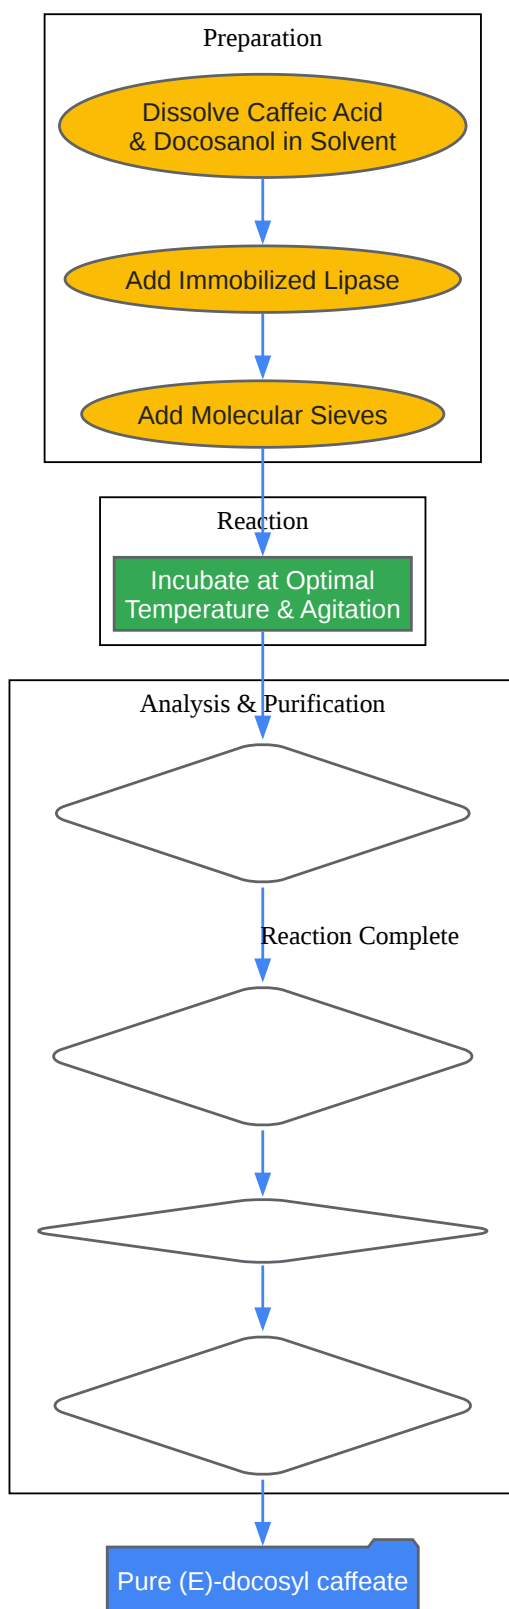 Preparation
Dissolve Caffeic Acid
& Docosanol in Solvent
Add Immobilized Lipase
Add Molecular Sieves
Reaction
Incubate at Optimal
Temperature & Agitation
Analysis & Purification
Reaction Complete
Pure (E)-docosyl caffeate